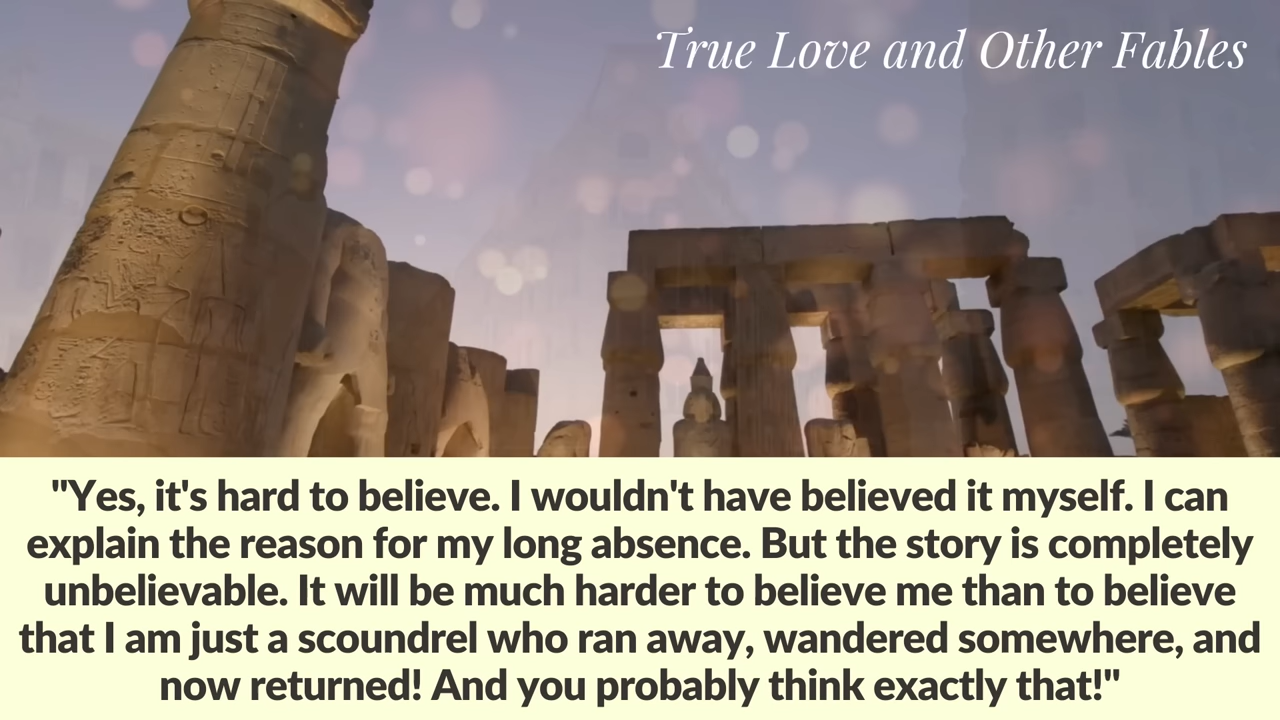 True Love and Other Fables
"Yes, it's hard to believe. I wouldn't have believed it myself. I can
explain the reason for my long absence. But the story is completely
unbelievable. It will be much harder to believe me than to believe
that I am just a scoundrel who ran away, wandered somewhere, and
now returned! And you probably think exactly that!"